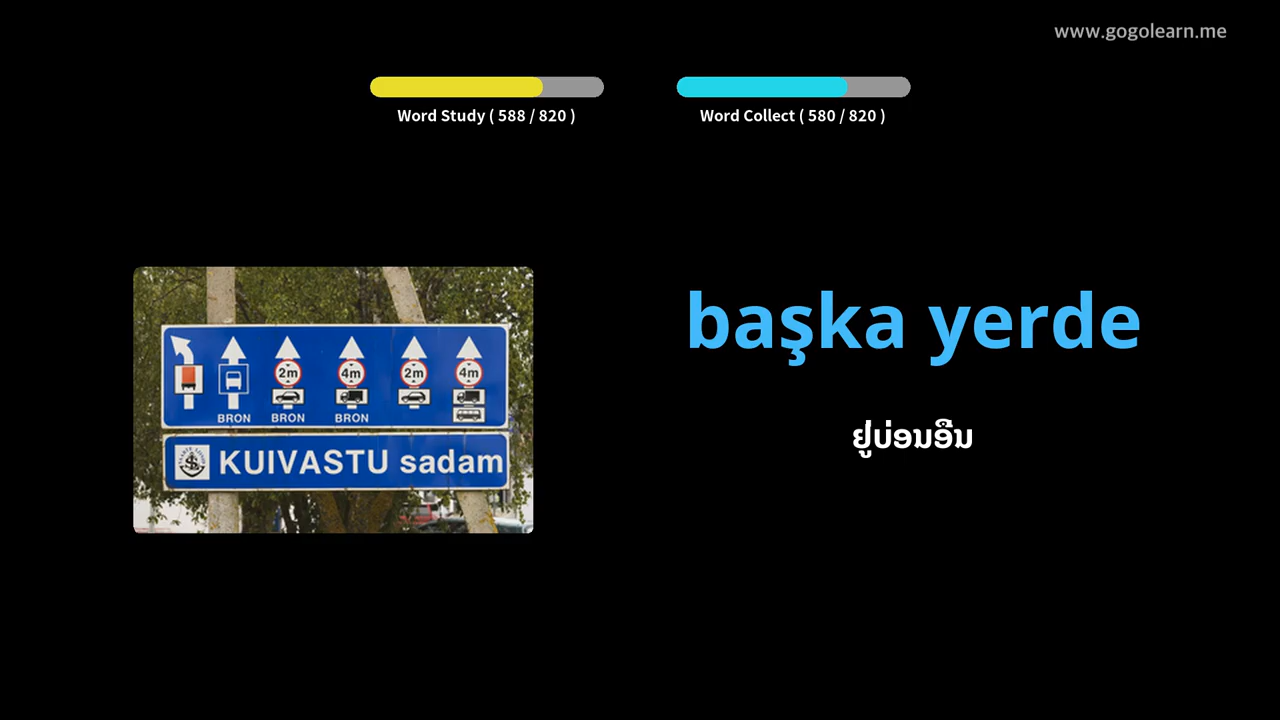 www.gogolearn.me
Word Study ( 588 / 820 )
Word Collect ( 580 / 820 )
2m 4m 2m 4m
BRON BRON BRON
KUIVASTU sadam
başka yerde
ຢູ່ບ່ອນອື່ນ